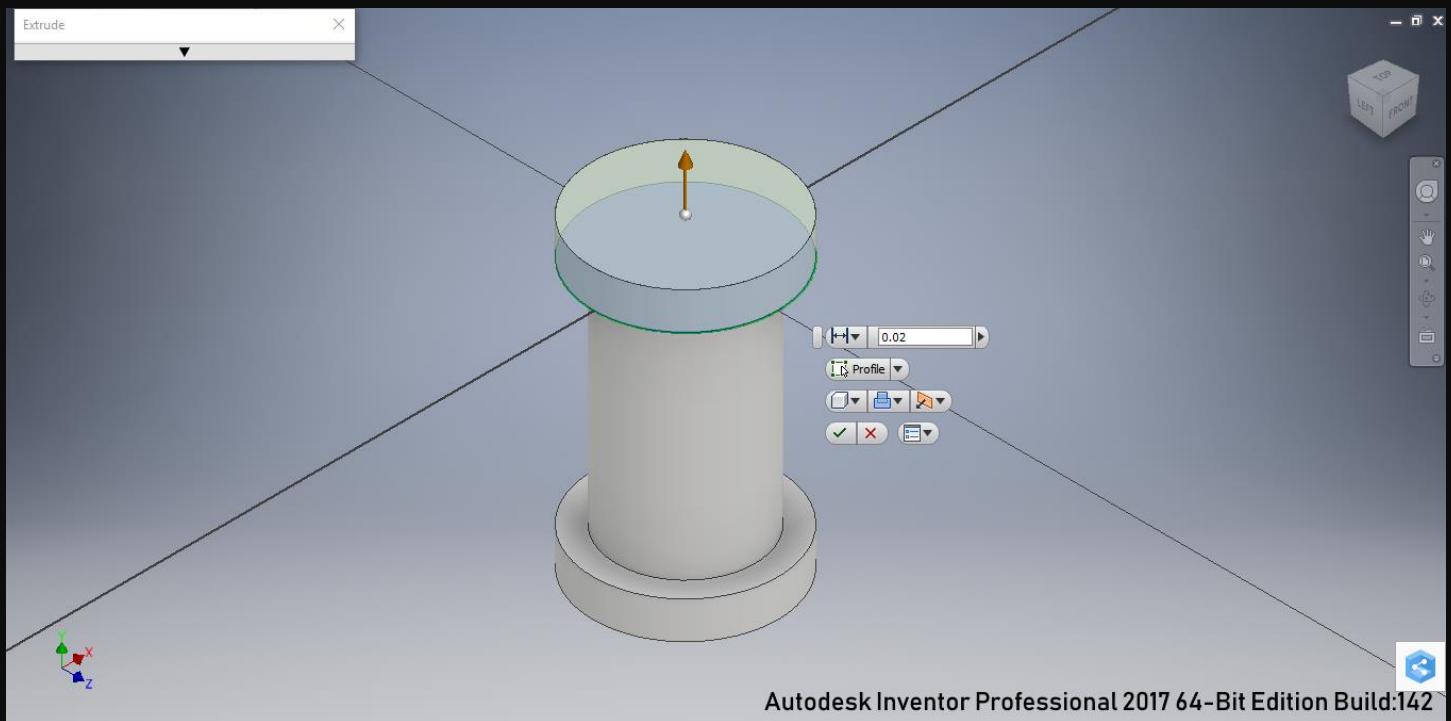 Extrude
TOP
LEFT
FRONT
0.02
Profile
Y
X
Z
Autodesk Inventor Professional 2017 64-Bit Edition Build:142